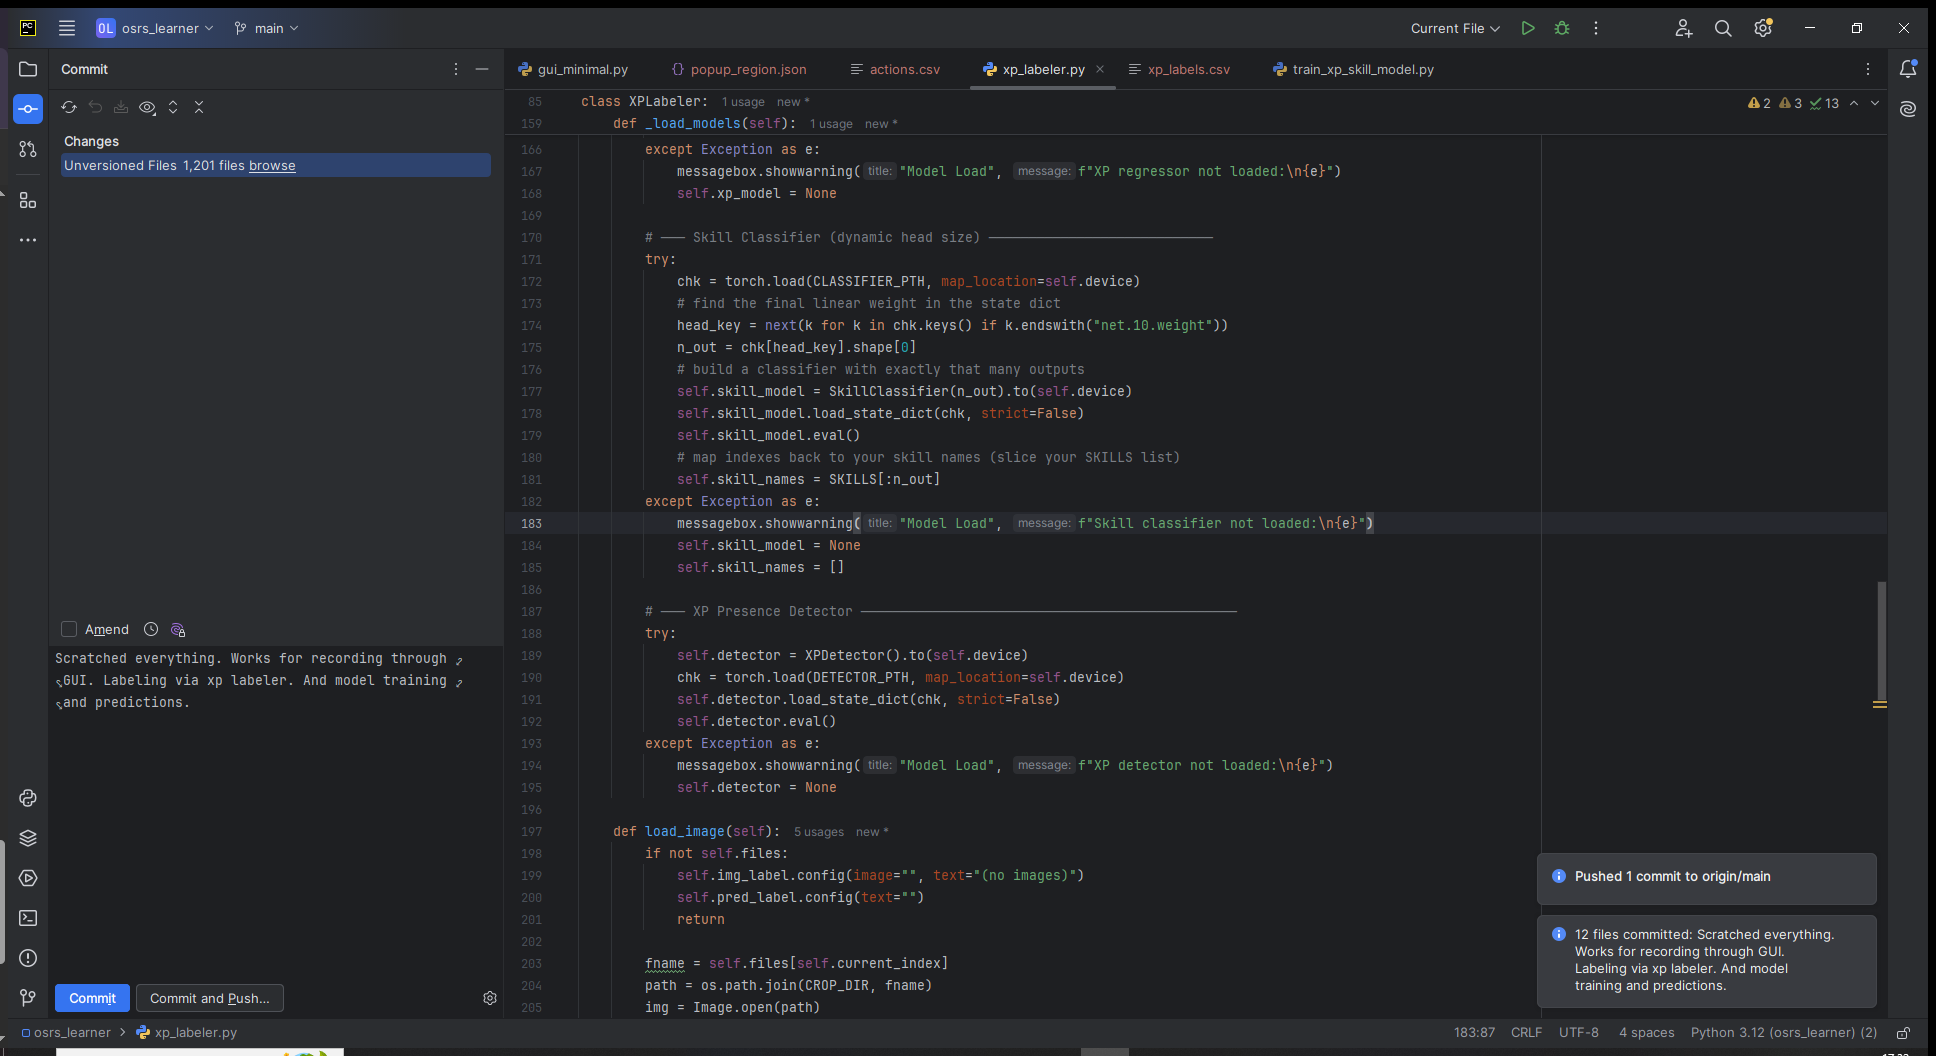 PC
OL osrs_learner
main
Current File
Commit
gui_minimal.py
popup_region.json
actions.csv
xp_labeler.py
xp_labels.csv
train_xp_skill_model.py
Changes
Unversioned Files 1,201 files browse
Amend
Scratched everything. Works for recording through
GUI. Labeling via xp labeler. And model training
and predictions.
Commit
Commit and Push...
2 3 13
85 class XPLabeler: 1 usage new *
159 def _load_models(self): 1 usage new *
166 except Exception as e:
167 messagebox.showwarning( title: "Model Load", message: f"XP regressor not loaded:\n{e}")
168 self.xp_model = None
169
170 # ─── Skill Classifier (dynamic head size) ────────────────────────────
171 try:
172 chk = torch.load(CLASSIFIER_PTH, map_location=self.device)
173 # find the final linear weight in the state dict
174 head_key = next(k for k in chk.keys() if k.endswith("net.10.weight"))
175 n_out = chk[head_key].shape[0]
176 # build a classifier with exactly that many outputs
177 self.skill_model = SkillClassifier(n_out).to(self.device)
178 self.skill_model.load_state_dict(chk, strict=False)
179 self.skill_model.eval()
180 # map indexes back to your skill names (slice your SKILLS list)
181 self.skill_names = SKILLS[:n_out]
182 except Exception as e:
183 messagebox.showwarning( title: "Model Load", message: f"Skill classifier not loaded:\n{e}")
184 self.skill_model = None
185 self.skill_names = []
186
187 # ─── XP Presence Detector ───────────────────────────────────────────────
188 try:
189 self.detector = XPDetector().to(self.device)
190 chk = torch.load(DETECTOR_PTH, map_location=self.device)
191 self.detector.load_state_dict(chk, strict=False)
192 self.detector.eval()
193 except Exception as e:
194 messagebox.showwarning( title: "Model Load", message: f"XP detector not loaded:\n{e}")
195 self.detector = None
196
197 def load_image(self): 5 usages new *
198 if not self.files:
199 self.img_label.config(image="", text="(no images)")
200 self.pred_label.config(text="")
201 return
202
203 fname = self.files[self.current_index]
204 path = os.path.join(CROP_DIR, fname)
205 img = Image.open(path)
Pushed 1 commit to origin/main
12 files committed: Scratched everything.
Works for recording through GUI.
Labeling via xp labeler. And model
training and predictions.
osrs_learner > xp_labeler.py
183:87 CRLF UTF-8 4 spaces Python 3.12 (osrs_learner) (2)